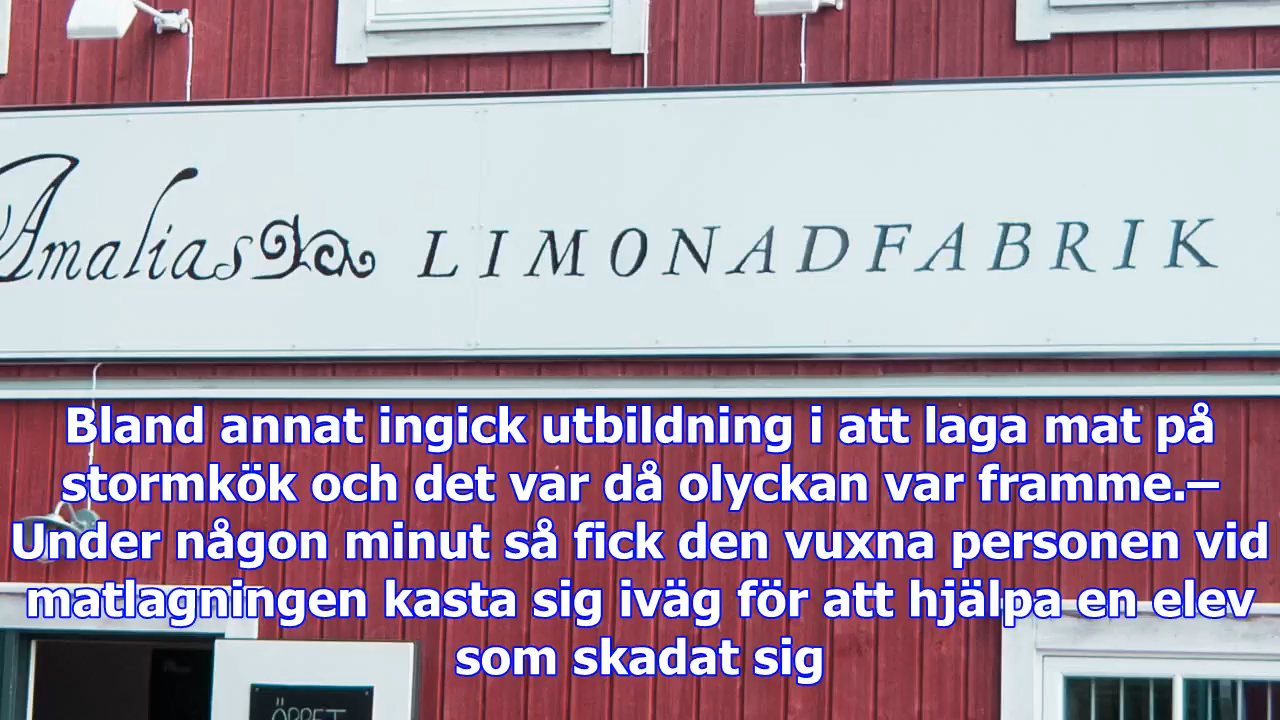 Amalias LIMONADFABRIK
Bland annat ingick utbildning i att laga mat på
stormkök och det var då olyckan var framme.–
Under någon minut så fick den vuxna personen vid
matlagningen kasta sig iväg för att hjälpa en elev
som skadat sig
ÖPPET